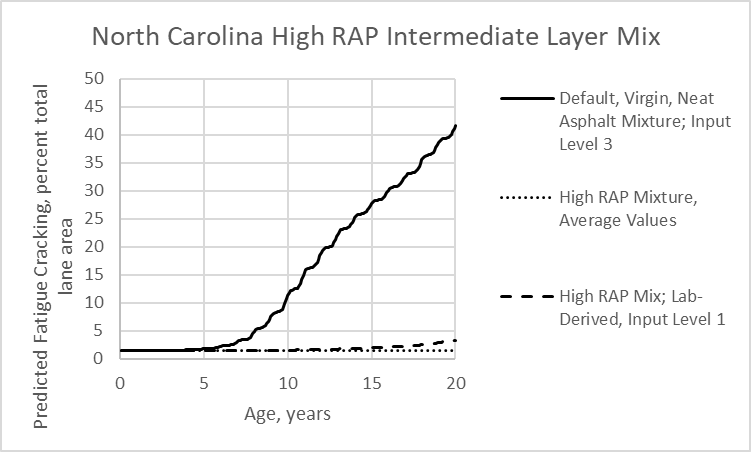 North Carolina High RAP Intermediate Layer Mix
Predicted Fatigue Cracking, percent total
lane area
50
45
40
35
30
25
20
15
10
5
0
0 5 10 15 20
Age, years
Default, Virgin, Neat
Asphalt Mixture; Input
Level 3
High RAP Mixture,
Average Values
High RAP Mix; Lab-
Derived, Input Level 1